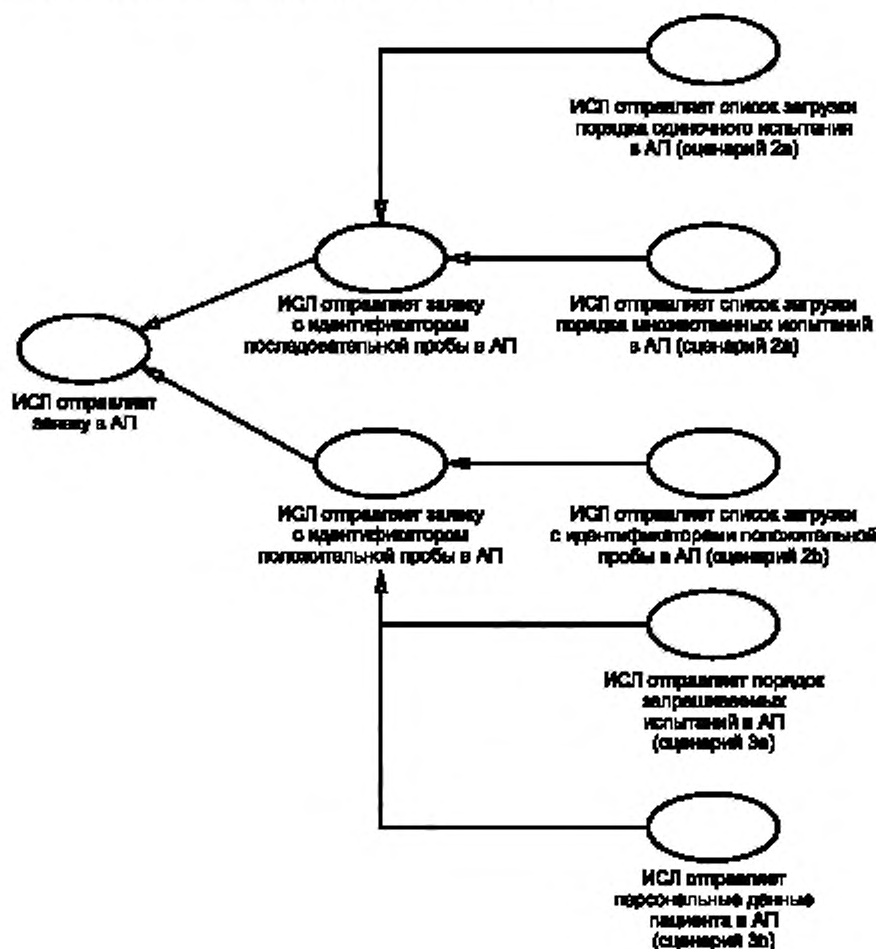 ИСЛ отправляет список загрузки
порядка одиночного испытания
в АП (сценарий 2a)
ИСЛ отправляет заявку
с идентификатором
последовательной пробы в АП
ИСЛ отправляет список загрузки
порядка множественных испытаний
в АП (сценарий 2a)
ИСЛ отправляет
заявку в АП
ИСЛ отправляет заявку
с идентификатором
положительной пробы в АП
ИСЛ отправляет список загрузки
с идентификаторами положительной
пробы в АП (сценарий 2b)
ИСЛ отправляет порядок
запрашиваемых
испытаний в АП
(сценарий 3a)
ИСЛ отправляет
персональные данные
пациента в АП
(сценарий 3b)